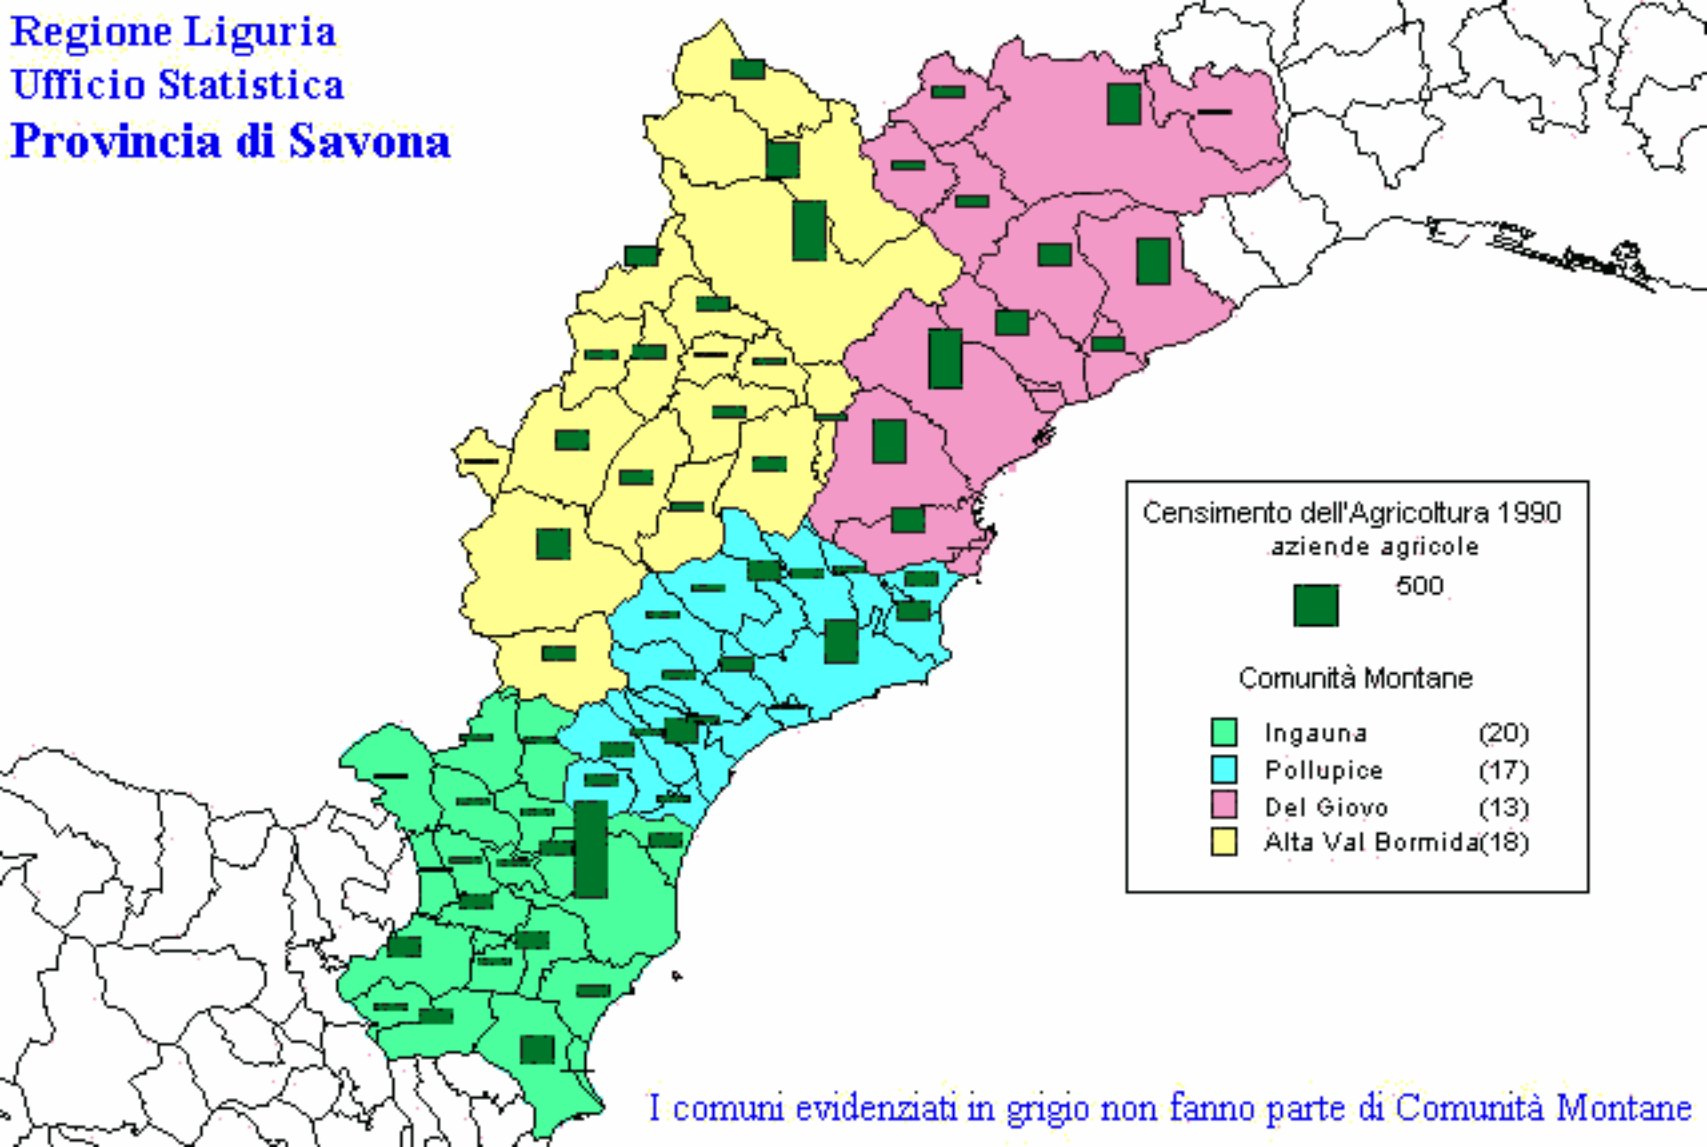 Regione Liguria
Ufficio Statistica
Provincia di Savona
Censimento dell'Agricoltura 1990
aziende agricole
500
Comunità Montane
Ingauna (20)
Pollupice (17)
Del Giovo (13)
Alta Val Bormida (18)
I comuni evidenziati in grigio non fanno parte di Comunità Montane